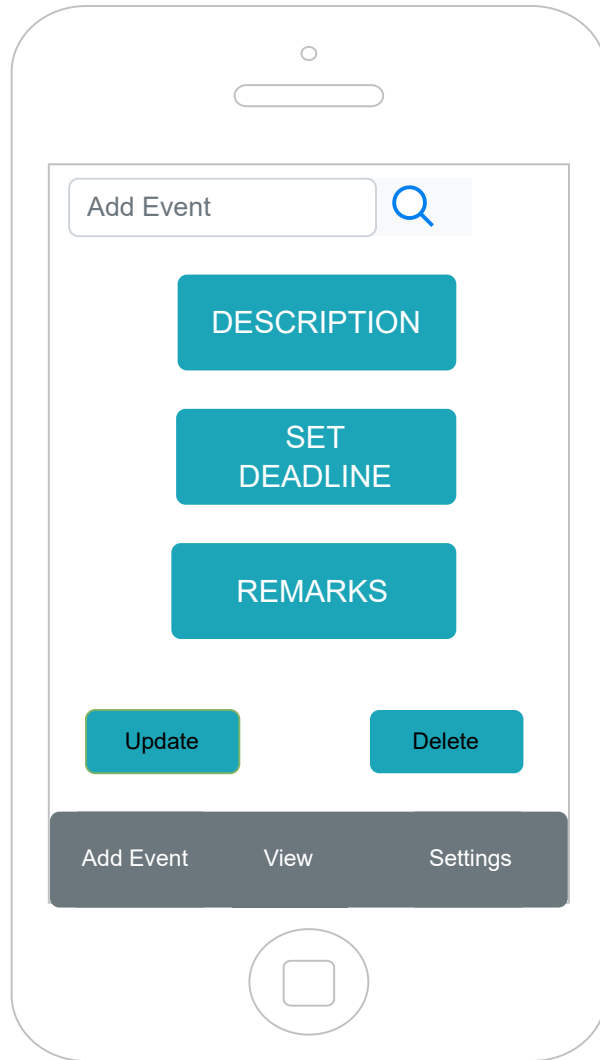 Add Event
DESCRIPTION
SET
DEADLINE
REMARKS
Update
Delete
Add Event
View
Settings